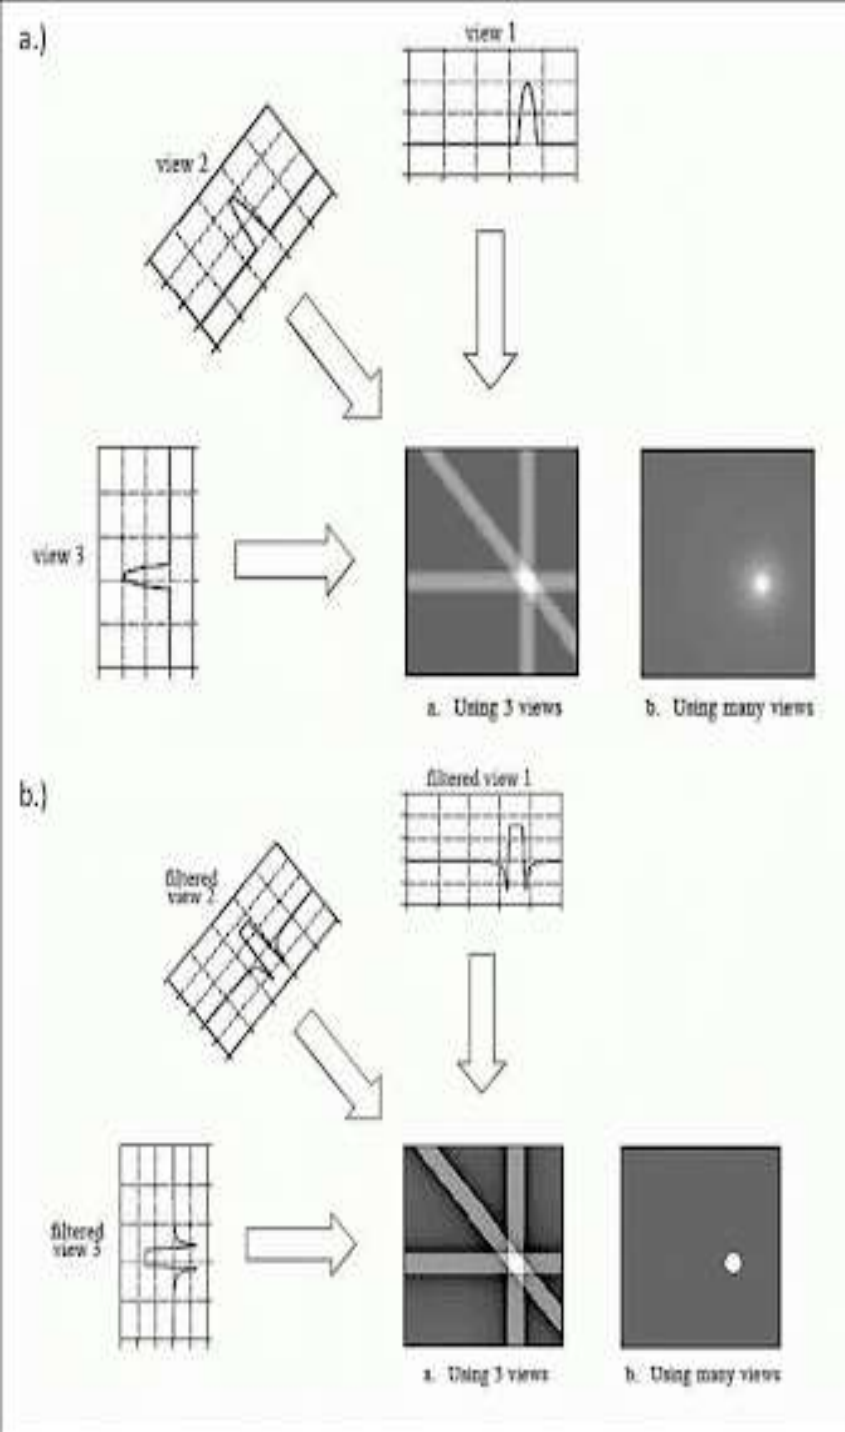 a.)
view 1
view 2
view 3
a. Using 3 views
b. Using many views
b.)
filtered view 1
filtered
view 2
filtered
view 3
a. Using 3 views
b. Using many views